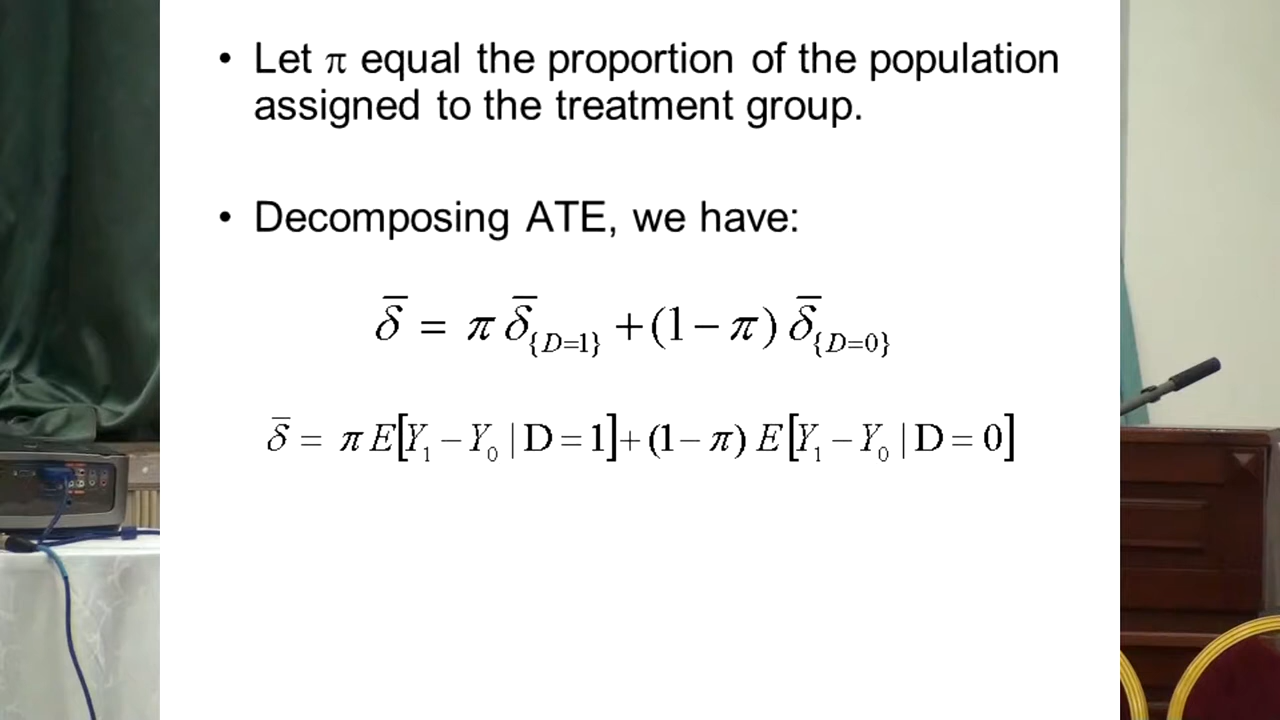 • Let π equal the proportion of the population
assigned to the treatment group.
• Decomposing ATE, we have:
δ̄ = π δ̄_{D=1} + (1 − π) δ̄_{D=0}
δ̄ = π E[Y₁ − Y₀ | D = 1] + (1 − π) E[Y₁ − Y₀ | D = 0]